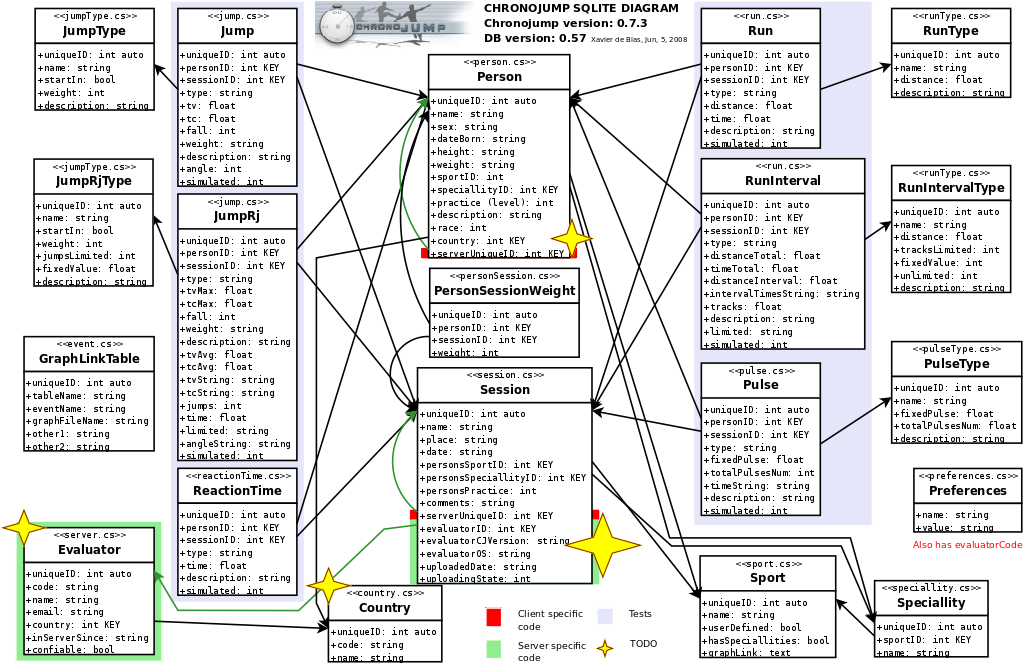 CHRONOJUMP SQLITE DIAGRAM
Chronojump version: 0.7.3
DB version: 0.57 Xavier de Blas, Jun, 5, 2008
CHRONOJUMP
<<jumpType.cs>>
JumpType
+uniqueID: int auto
+name: string
+startIn: bool
+weight: int
+description: string
<<jumpType.cs>>
JumpRjType
+uniqueID: int auto
+name: string
+startIn: bool
+weight: int
+jumpsLimited: int
+fixedValue: float
+description: string
<<event.cs>>
GraphLinkTable
+uniqueID: int auto
+tableName: string
+eventName: string
+graphFileName: string
+other1: string
+other2: string
<<server.cs>>
Evaluator
+uniqueID: int auto
+code: string
+name: string
+email: string
+country: int KEY
+inServerSince: string
+confiable: bool
<<jump.cs>>
Jump
+uniqueID: int auto
+personID: int KEY
+sessionID: int KEY
+type: string
+tv: float
+tc: float
+fall: int
+weight: string
+description: string
+angle: int
+simulated: int
<<jump.cs>>
JumpRj
+uniqueID: int auto
+personID: int KEY
+sessionID: int KEY
+type: string
+tvMax: float
+tcMax: float
+fall: int
+weight: string
+description: string
+tvAvg: float
+tcAvg: float
+tvString: string
+tcString: string
+jumps: int
+time: float
+limited: string
+angleString: string
+simulated: int
<<reactionTime.cs>>
ReactionTime
+uniqueID: int auto
+personID: int KEY
+sessionID: int KEY
+type: string
+time: float
+description: string
+simulated: int
<<person.cs>>
Person
+uniqueID: int auto
+name: string
+sex: string
+dateBorn: string
+height: string
+weight: string
+sportID: int
+speciallityID: int KEY
+practice (level): int
+description: string
+race: int
+country: int KEY
+serverUniqueID: int KEY
<<personSession.cs>>
PersonSessionWeight
+uniqueID: int auto
+personID: int KEY
+sessionID: int KEY
+weight: int
<<session.cs>>
Session
+uniqueID: int auto
+name: string
+place: string
+date: string
+personsSportID: int KEY
+personsSpeciallityID: int KEY
+personsPractice: int
+comments: string
+serverUniqueID: int KEY
+evaluatorID: int KEY
+evaluatorCJVersion: string
+evaluatorOS: string
+uploadedDate: string
+uploadingState: int
<<country.cs>>
Country
+uniqueID: int auto
+code: string
+name: string
<<run.cs>>
Run
+uniqueID: int auto
+personID: int KEY
+sessionID: int KEY
+type: string
+distance: float
+time: float
+description: string
+simulated: int
<<run.cs>>
RunInterval
+uniqueID: int auto
+personID: int KEY
+sessionID: int KEY
+type: string
+distanceTotal: float
+timeTotal: float
+distanceInterval: float
+intervalTimesString: string
+tracks: float
+description: string
+limited: string
+simulated: int
<<pulse.cs>>
Pulse
+uniqueID: int auto
+personID: int KEY
+sessionID: int KEY
+type: string
+fixedPulse: float
+totalPulsesNum: int
+timeString: string
+description: string
+simulated: int
<<sport.cs>>
Sport
+uniqueID: int auto
+name: string
+userDefined: bool
+hasSpeciallities: bool
+graphLink: text
<<runType.cs>>
RunType
+uniqueID: int auto
+name: string
+distance: float
+description: string
<<runType.cs>>
RunIntervalType
+uniqueID: int auto
+name: string
+distance: float
+tracksLimited: int
+fixedValue: int
+unlimited: int
+description: string
<<pulseType.cs>>
PulseType
+uniqueID: int auto
+name: string
+fixedPulse: float
+totalPulsesNum: float
+description: string
<<preferences.cs>>
Preferences
+name: string
+value: string
Also has evaluatorCode
<<speciallity.cs>>
Speciallity
+uniqueID: int auto
+sportID: int KEY
+name: string
Client specific
code
Server specific
code
Tests
TODO